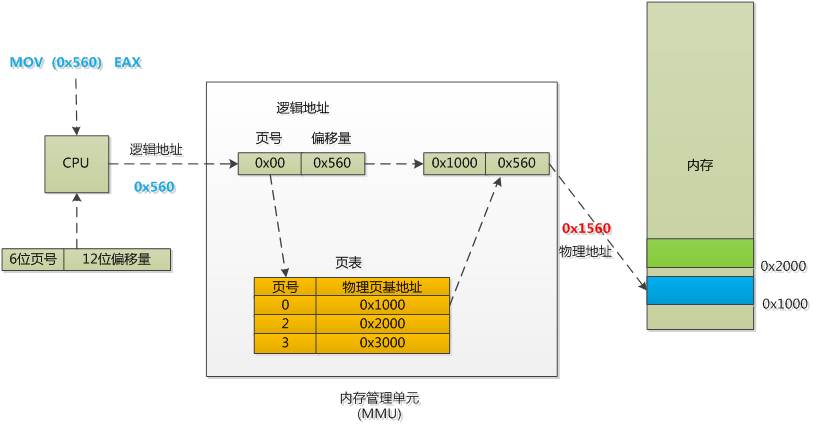 MOV (0x560) EAX
CPU
逻辑地址
0x560
6位页号 12位偏移量
逻辑地址
页号 偏移量
0x00 0x560
0x1000 0x560
页表
页号 物理页基地址
0 0x1000
2 0x2000
3 0x3000
内存管理单元
(MMU)
0x1560
物理地址
内存
0x2000
0x1000